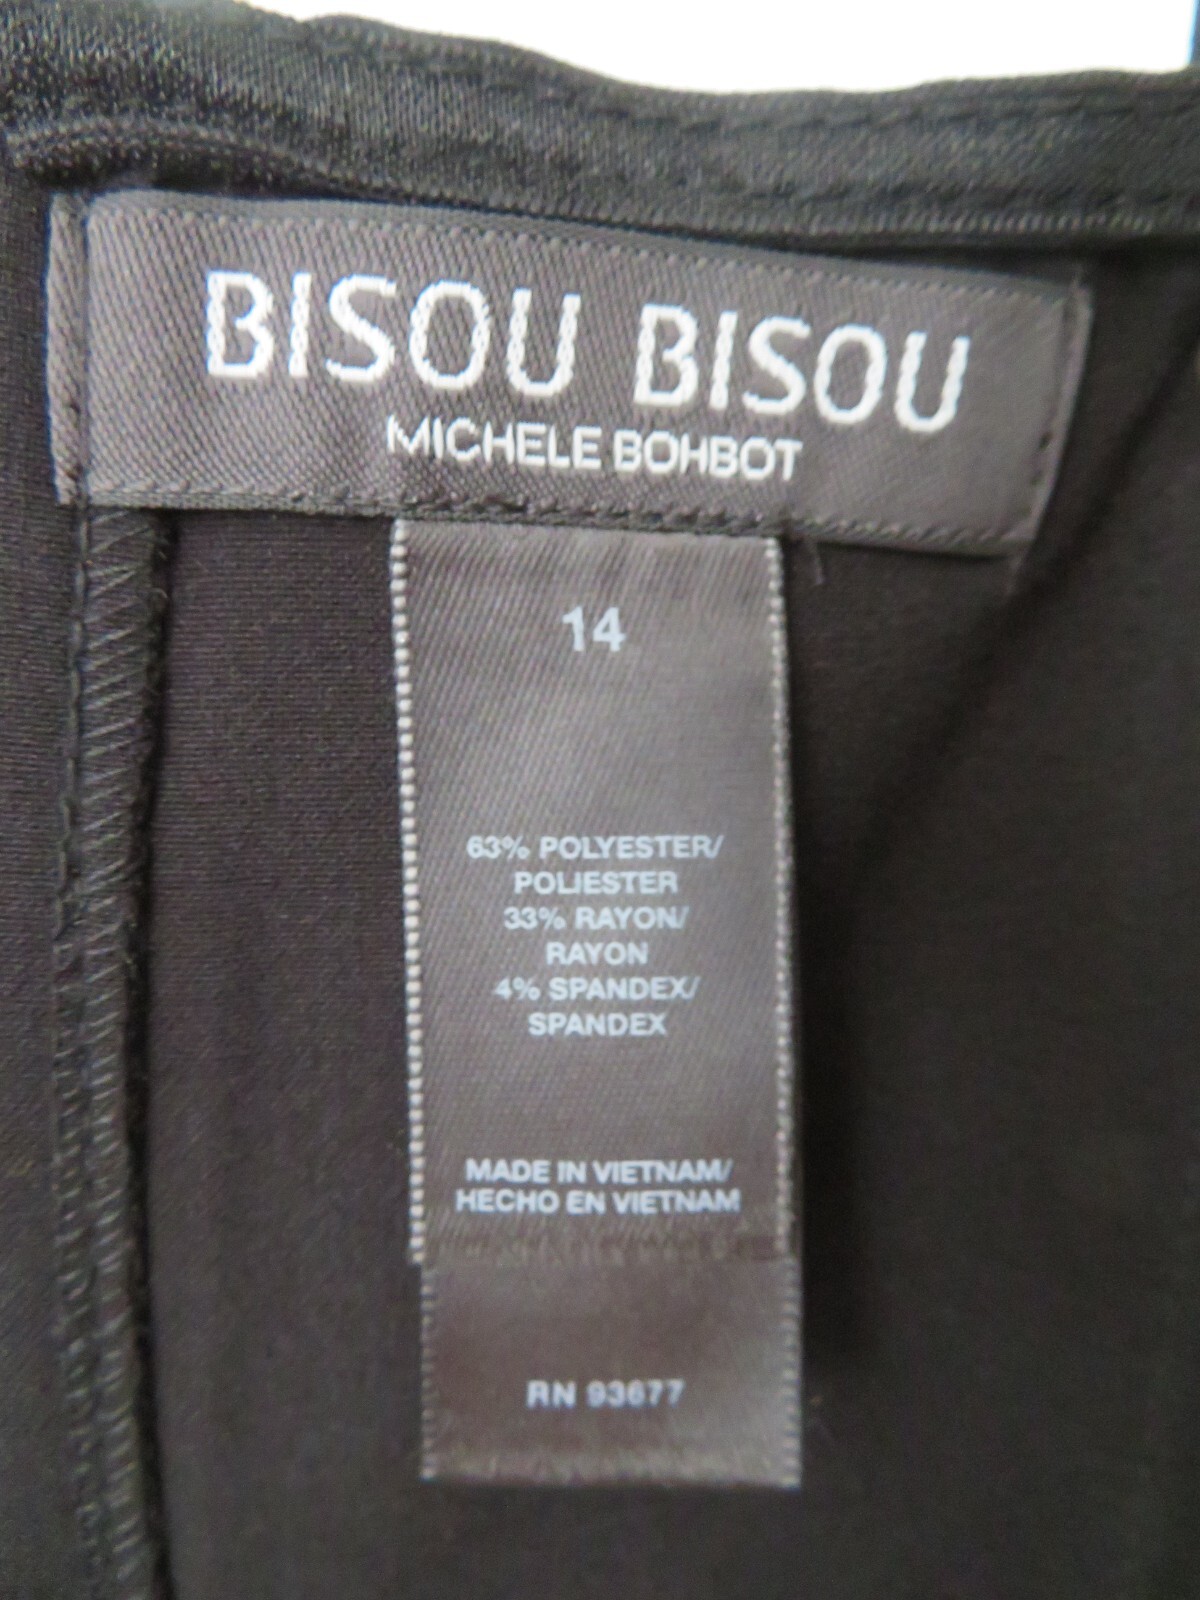 BISOU BISOU
MICHELE BOHBOT
14
63% POLYESTER/
POLIESTER
33% RAYON/
RAYON
4% SPANDEX/
SPANDEX
MADE IN VIETNAM/
HECHO EN VIETNAM
RN 93677